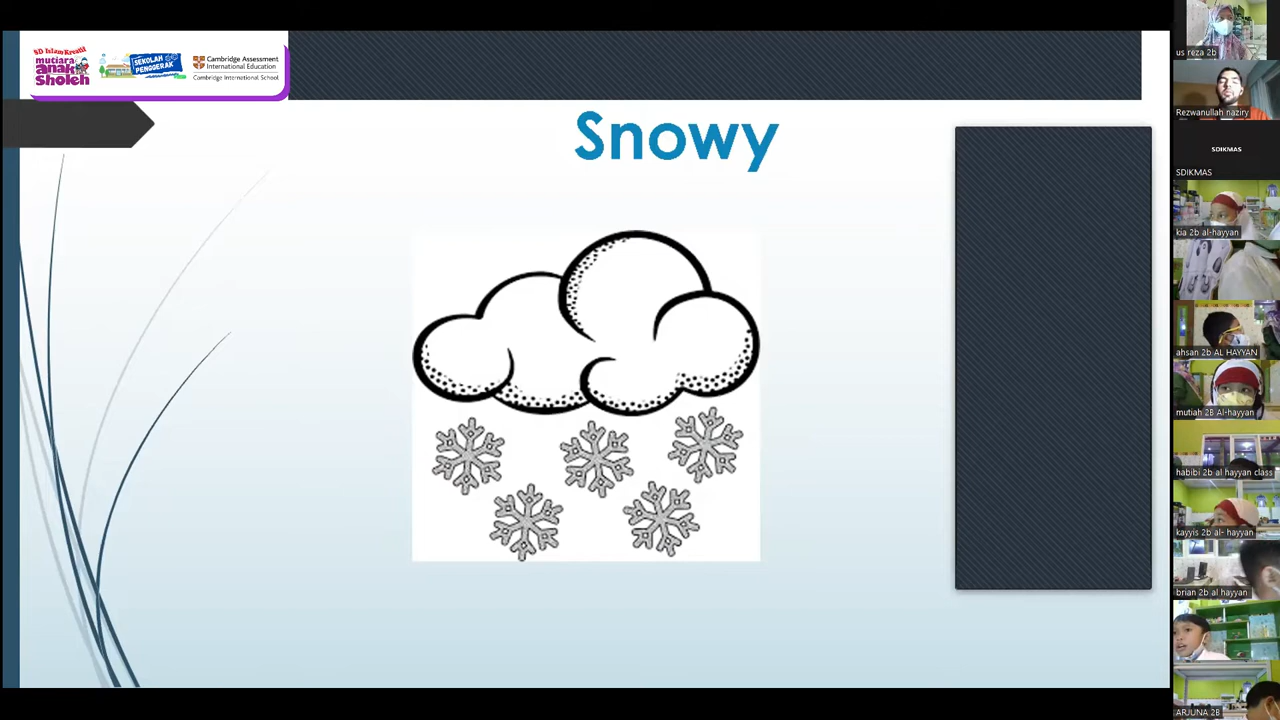 SD Islam Kreatif
mutiara
anak
Sholeh
SEKOLAH
PENGGERAK
Cambridge Assessment
International Education
Cambridge International School
Snowy
us reza 2b
Rezwanullah naziry
SDIKMAS
SDIKMAS
kia 2b al-hayyan
ahsan 2b AL HAYYAN
mutiah 2B Al-hayyan
habibi 2b al hayyan class
kayyis 2b al- hayyan
brian 2b al hayyan
ARJUNA 2B